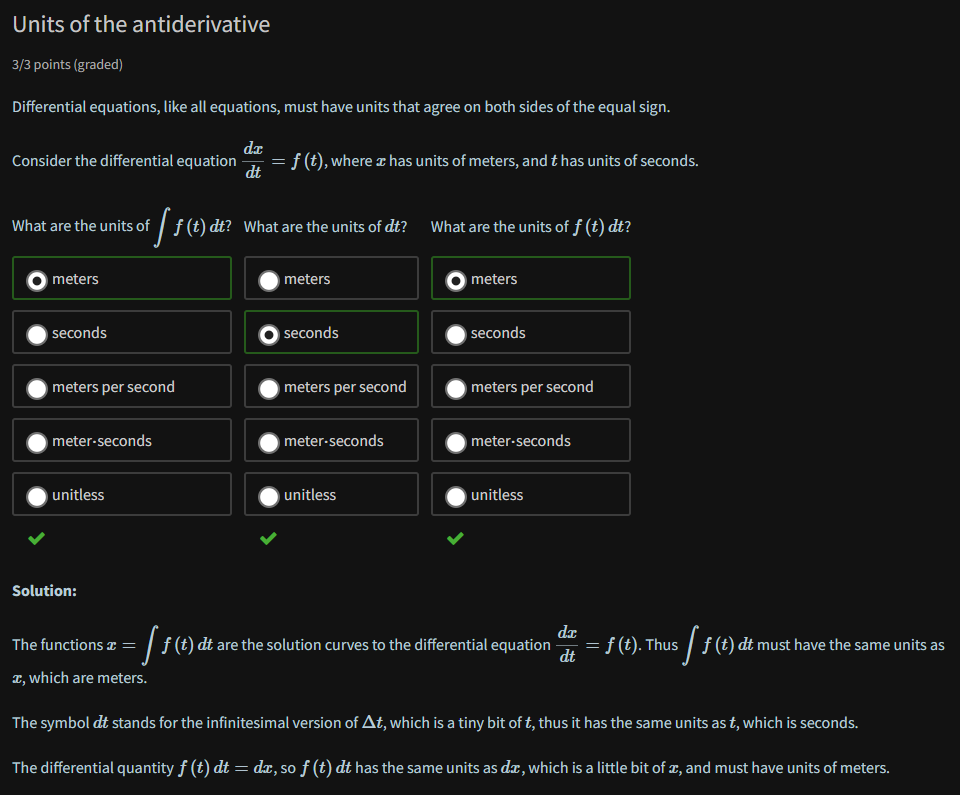 Units of the antiderivative
3/3 points (graded)
Differential equations, like all equations, must have units that agree on both sides of the equal sign.
Consider the differential equation dx/dt = f(t), where x has units of meters, and t has units of seconds.
What are the units of ∫ f(t) dt? What are the units of dt? What are the units of f(t) dt?
meters meters meters
seconds seconds seconds
meters per second meters per second meters per second
meter·seconds meter·seconds meter·seconds
unitless unitless unitless
Solution:
The functions x = ∫ f(t) dt are the solution curves to the differential equation dx/dt = f(t). Thus ∫ f(t) dt must have the same units as
x, which are meters.
The symbol dt stands for the infinitesimal version of Δt, which is a tiny bit of t, thus it has the same units as t, which is seconds.
The differential quantity f(t) dt = dx, so f(t) dt has the same units as dx, which is a little bit of x, and must have units of meters.